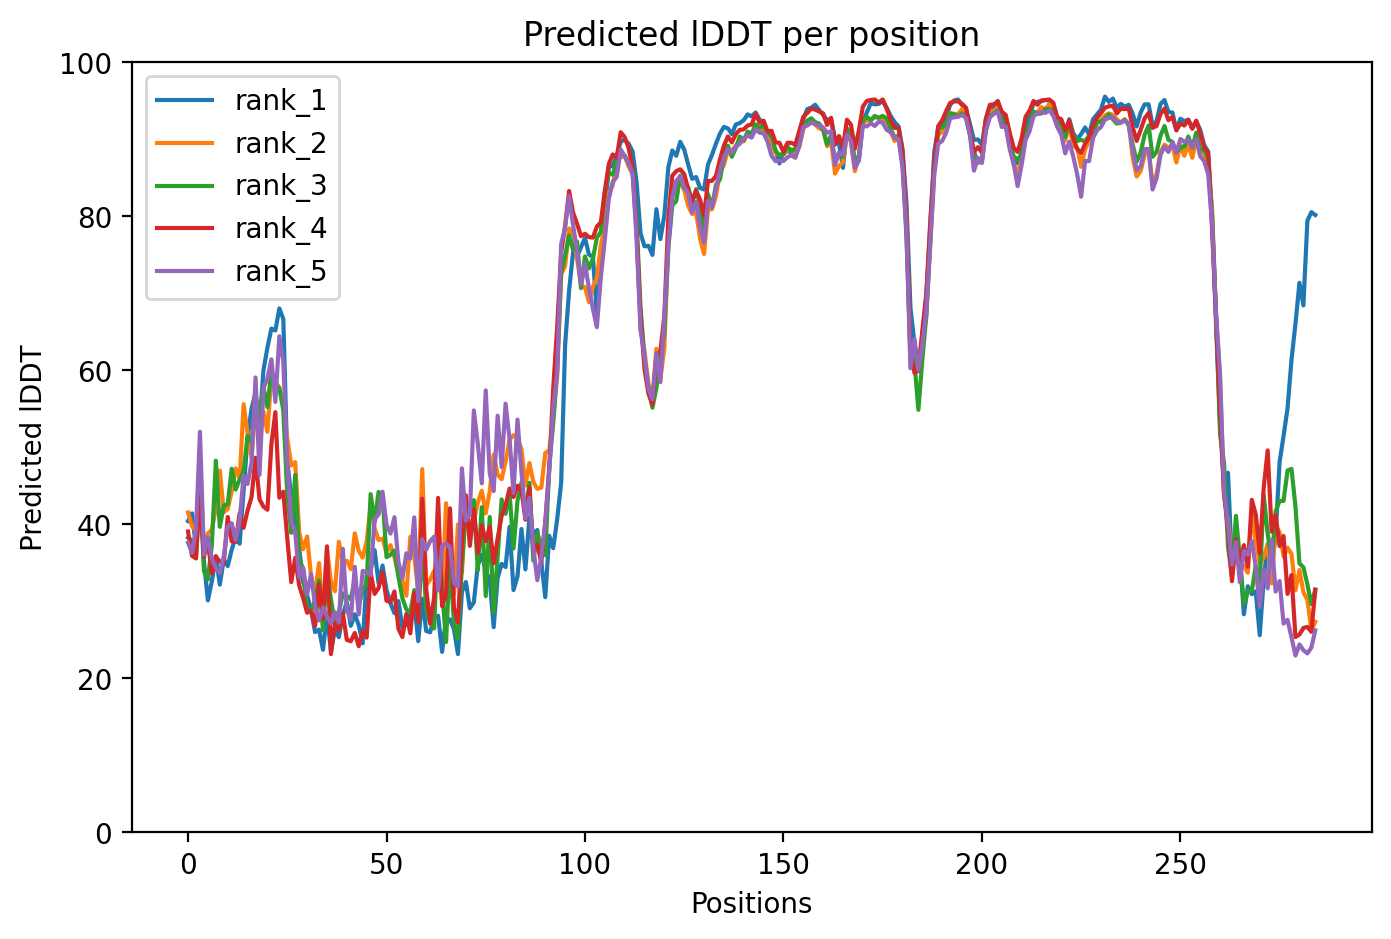 Predicted lDDT per position
100
80
60
40
20
0
Predicted lDDT
rank_1
rank_2
rank_3
rank_4
rank_5
0 50 100 150 200 250
Positions